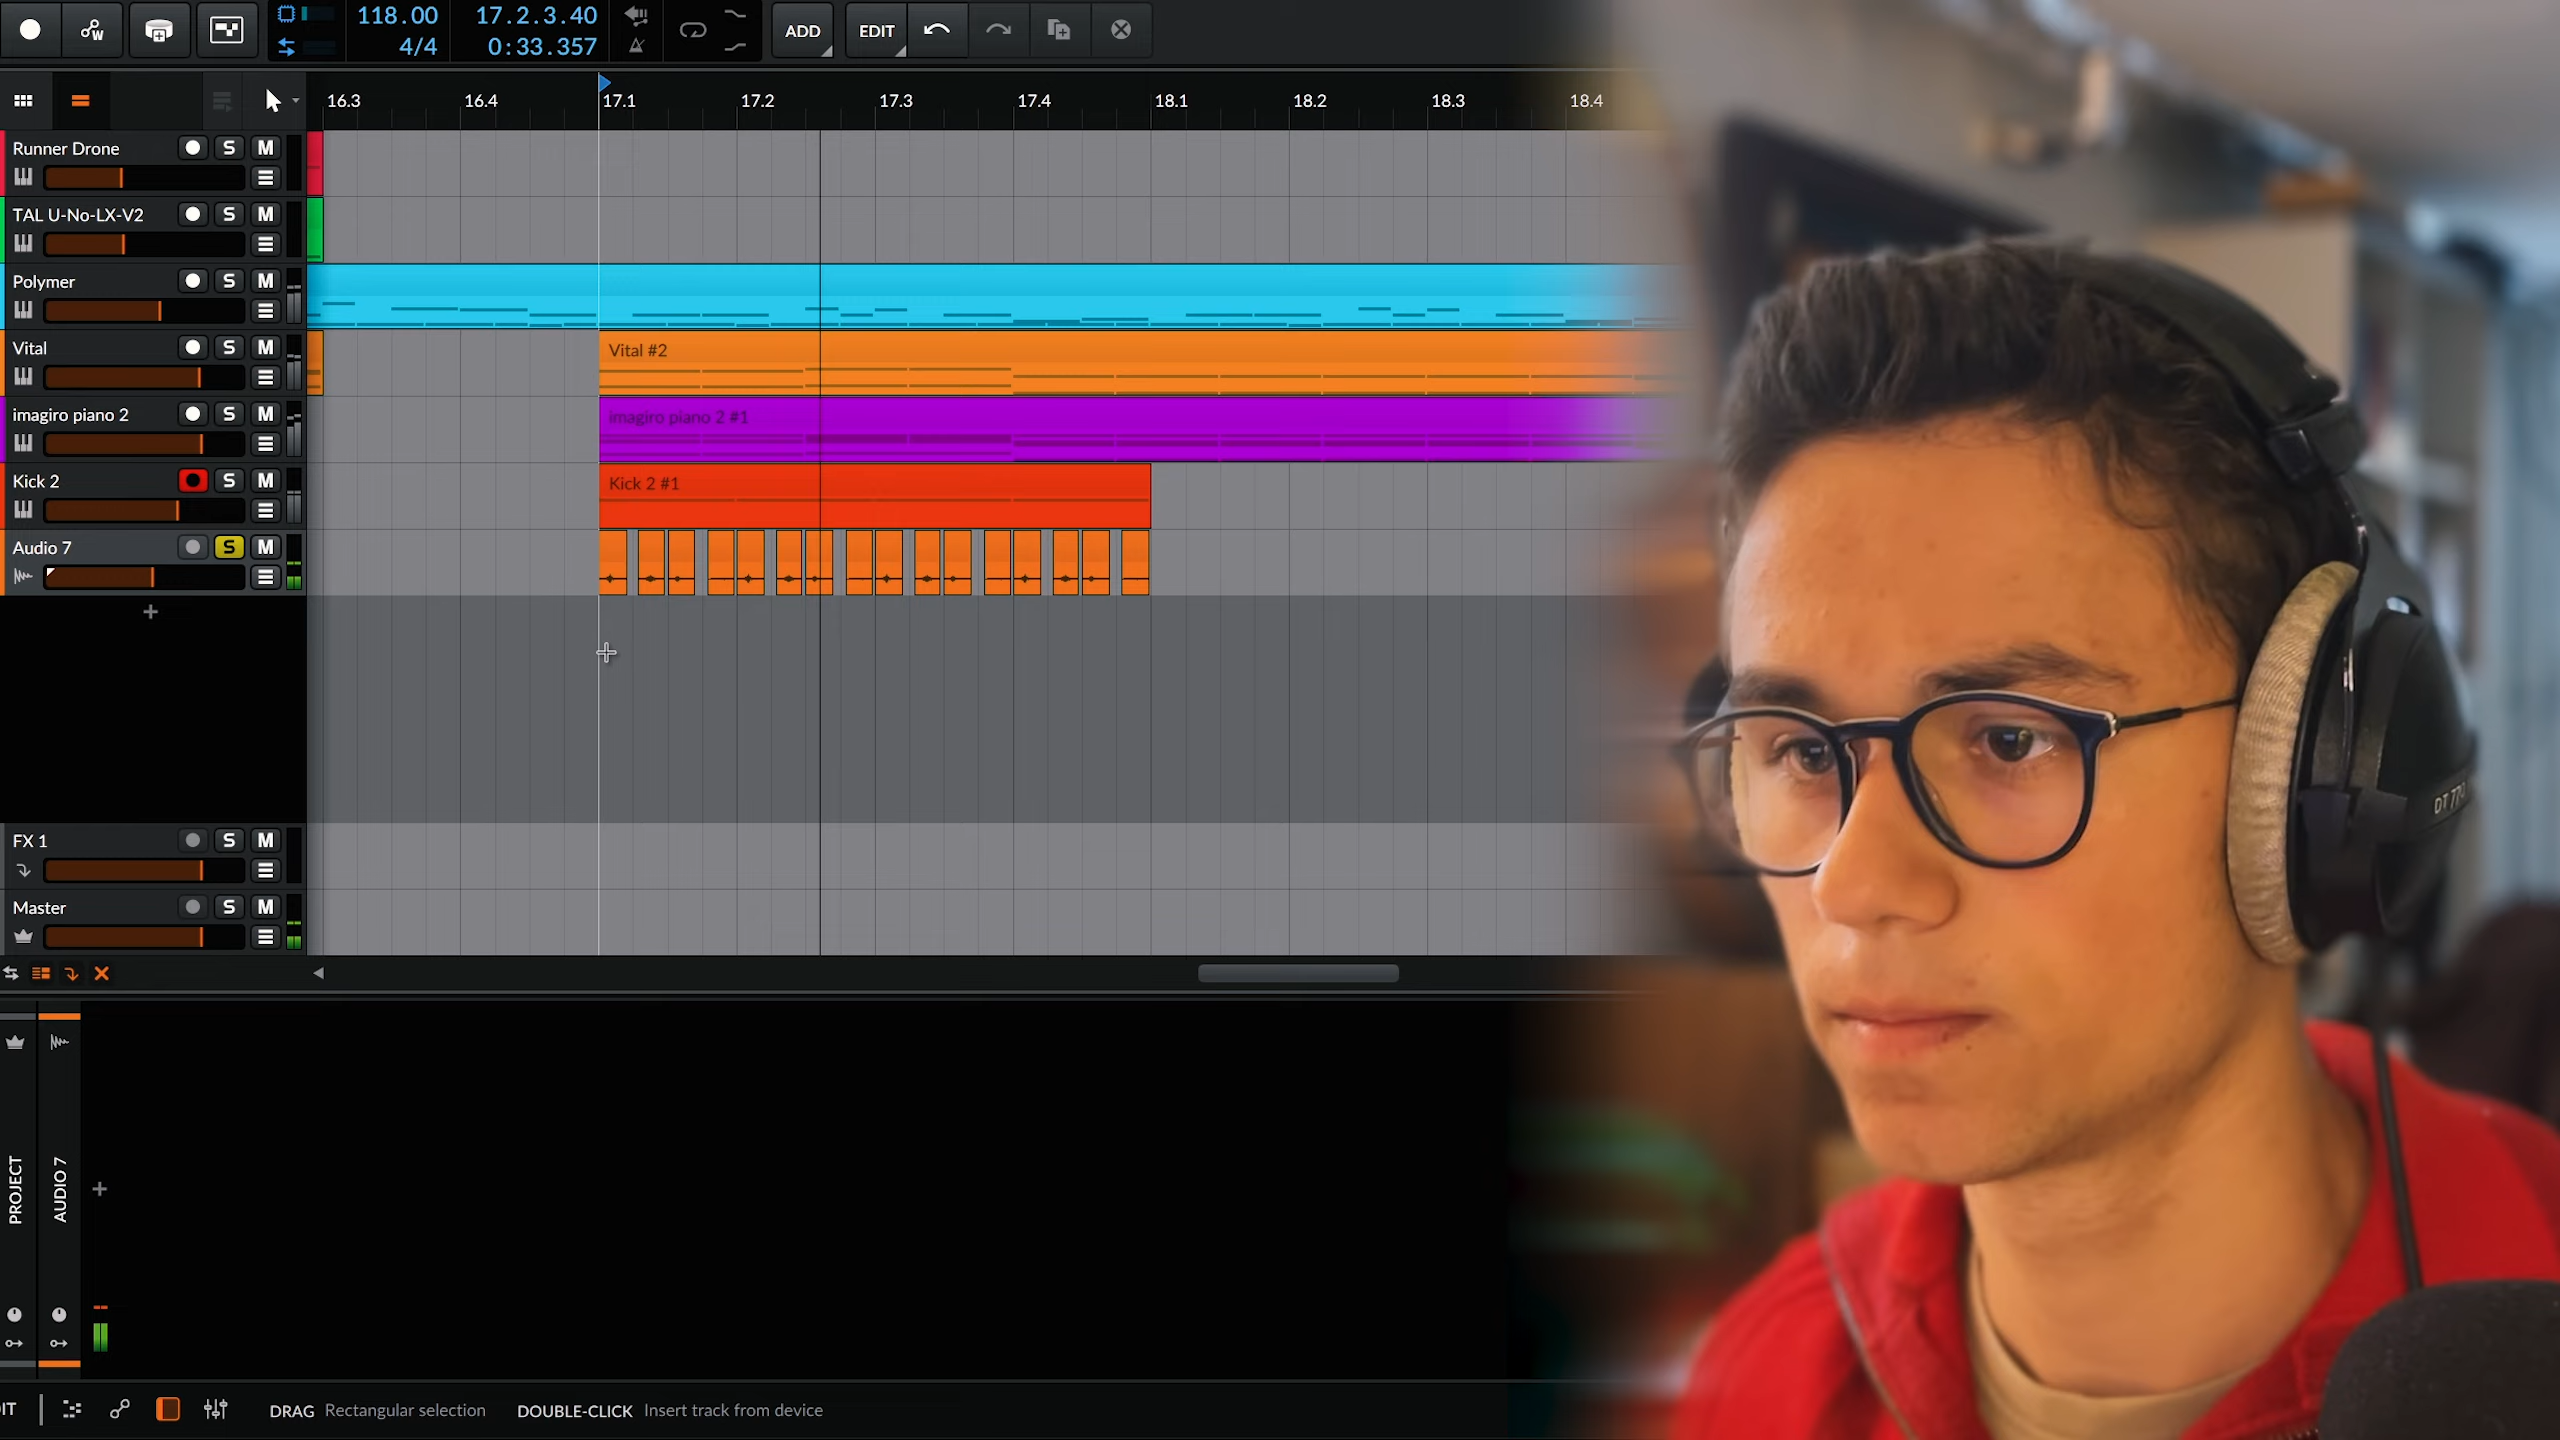 118.00
4/4
17.2.3.40
0:33.357
ADD
EDIT
16.3
16.4
17.1
17.2
17.3
17.4
18.1
18.2
18.3
18.4
Runner Drone
S M
TAL U-No-LX-V2
S M
Polymer
S M
Vital
S M
Vital #2
imagiro piano 2
S M
imagiro piano 2 #1
Kick 2
S M
Kick 2 #1
Audio 7
S M
FX 1
S M
Master
S M
PROJECT
AUDIO 7
DT 770
IT
DRAG Rectangular selection
DOUBLE-CLICK Insert track from device